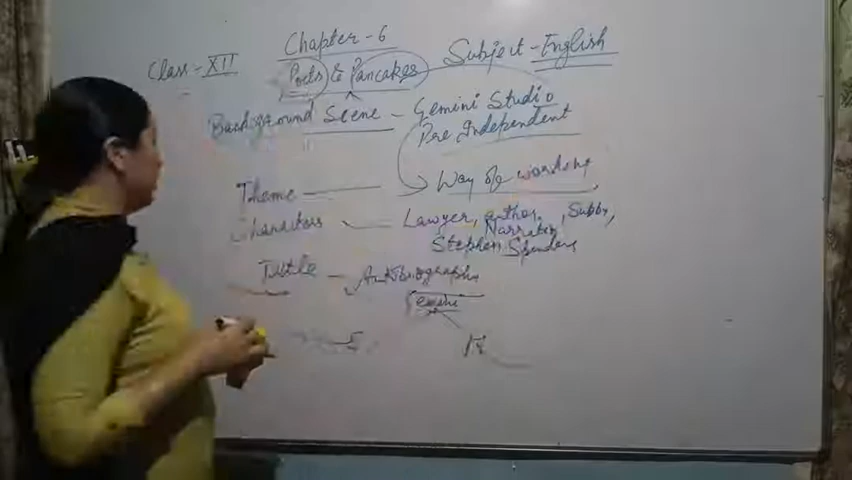 Chapter-6
Class-XII Poets & Pancakes Subject-English
Background Scene - Gemini Studio
Pre Independent
Theme — Way of
Characters — Lawyer, author, Subbu,
Narrator
Stephen Spender
Title - Autobiography
Gemini